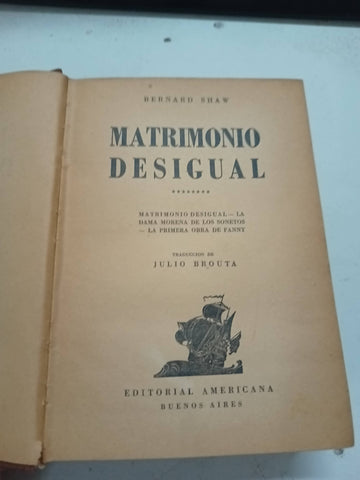 BERNARD SHAW
MATRIMONIO
DESIGUAL
MATRIMONIO DESIGUAL — LA
DAMA MORENA DE LOS SONETOS
— LA PRIMERA OBRA DE FANNY
TRADUCCION DE
JULIO BROUTA
EDITORIAL AMERICANA
BUENOS AIRES